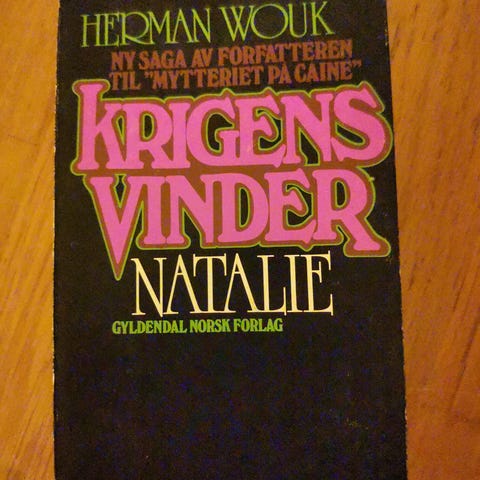 HERMAN WOUK
NY SAGA AV FORFATTEREN
TIL "MYTTERIET PÅ CAINE"
KRIGENS
VINDER
NATALIE
GYLDENDAL NORSK FORLAG